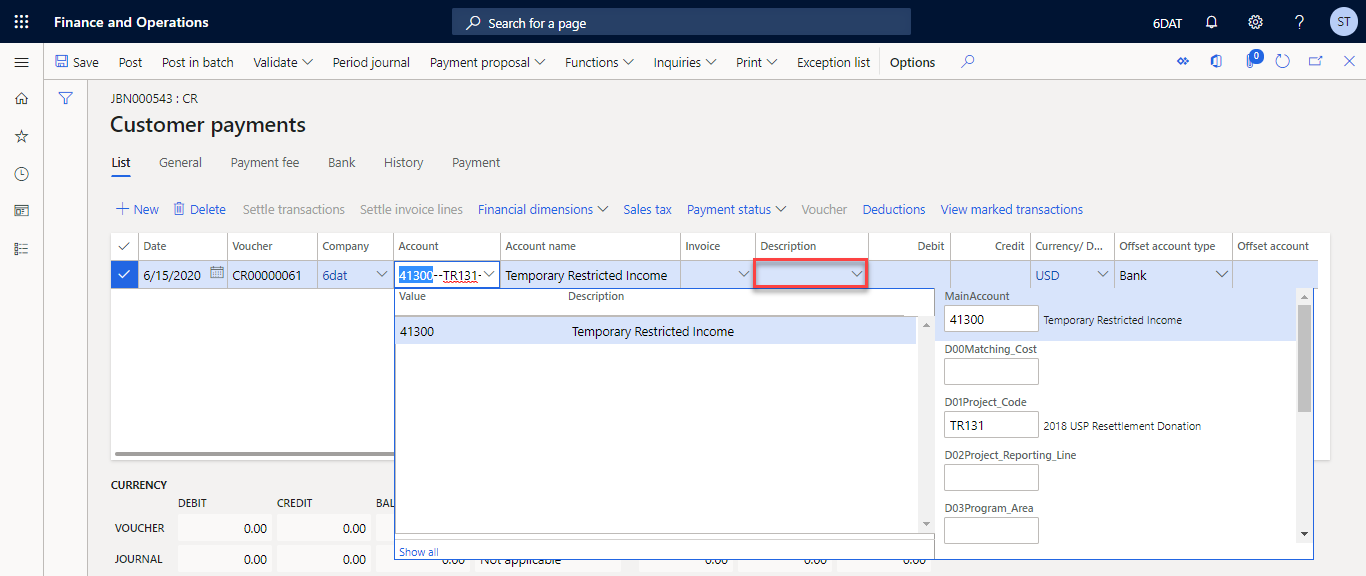 Finance and Operations
Search for a page
6DAT
?
ST
Save Post Post in batch Validate Period journal Payment proposal Functions Inquiries Print Exception list Options
0
JBN000543 : CR
Customer payments
List General Payment fee Bank History Payment
+ New Delete Settle transactions Settle invoice lines Financial dimensions Sales tax Payment status Voucher Deductions View marked transactions
Date Voucher Company Account Account name Invoice Description Debit Credit Currency/ D... Offset account type Offset account
6/15/2020 CR00000061 6dat 41300--TR131- Temporary Restricted Income USD Bank
Value Description
41300 Temporary Restricted Income
Show all
MainAccount
41300 Temporary Restricted Income
D00Matching_Cost
D01Project_Code
TR131 2018 USP Resettlement Donation
D02Project_Reporting_Line
D03Program_Area
CURRENCY
DEBIT CREDIT BAL
VOUCHER 0.00 0.00
JOURNAL 0.00 0.00 0.00 Not applicable 0.00 0.00 0.00